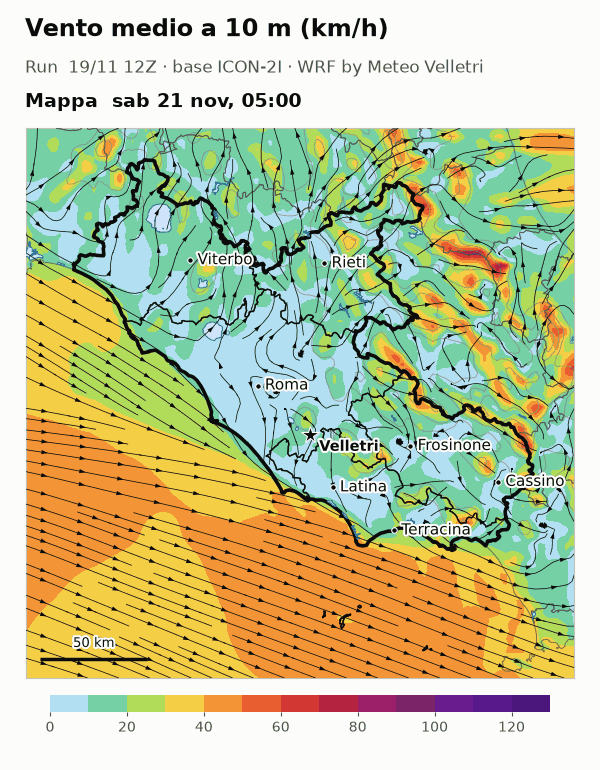 Vento medio a 10 m (km/h)
Run  19/11 12Z · base ICON-2I · WRF by Meteo Velletri
Mappa  sab 21 nov, 05:00
Viterbo
Rieti
Roma
Velletri
Frosinone
Cassino
Latina
Terracina
50 km
0 20 40 60 80 100 120